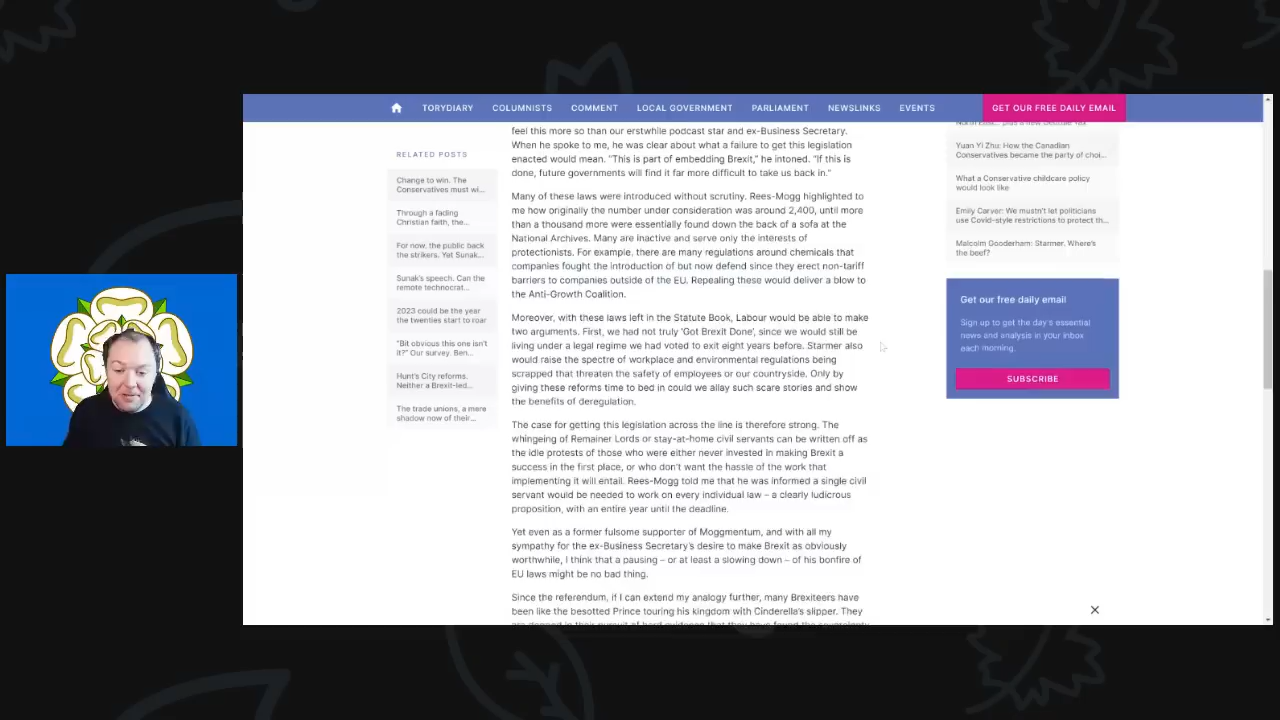 TORYDIARY COLUMNISTS COMMENT LOCAL GOVERNMENT PARLIAMENT NEWSLINKS EVENTS GET OUR FREE DAILY EMAIL
RELATED POSTS
Change to win. The
Conservatives must wi...
Through a fading
Christian faith, the...
For now, the public back
the strikers. Yet Sunak...
Sunak's speech. Can the
remote technocrat...
2023 could be the year
the twenties start to roar
"Bit obvious this one isn't
it?" Our survey. Ben...
Hunt's City reforms.
Neither a Brexit-led...
The trade unions, a mere
shadow now of their...
feel this more so than our erstwhile podcast star and ex-Business Secretary.
When he spoke to me, he was clear about what a failure to get this legislation
enacted would mean. "This is part of embedding Brexit," he intoned. "If this is
done, future governments will find it far more difficult to take us back in."
Many of these laws were introduced without scrutiny. Rees-Mogg highlighted to
me how originally the number under consideration was around 2,400, until more
than a thousand more were essentially found down the back of a sofa at the
National Archives. Many are inactive and serve only the interests of
protectionists. For example, there are many regulations around chemicals that
companies fought the introduction of but now defend since they erect non-tariff
barriers to companies outside of the EU. Repealing these would deliver a blow to
the Anti-Growth Coalition.
Moreover, with these laws left in the Statute Book, Labour would be able to make
two arguments. First, we had not truly 'Got Brexit Done', since we would still be
living under a legal regime we had voted to exit eight years before. Starmer also
would raise the spectre of workplace and environmental regulations being
scrapped that threaten the safety of employees or our countryside. Only by
giving these reforms time to bed in could we allay such scare stories and show
the benefits of deregulation.
The case for getting this legislation across the line is therefore strong. The
whingeing of Remainer Lords or stay-at-home civil servants can be written off as
the idle protests of those who were either never invested in making Brexit a
success in the first place, or who don't want the hassle of the work that
implementing it will entail. Rees-Mogg told me that he was informed a single civil
servant would be needed to work on every individual law – a clearly ludicrous
proposition, with an entire year until the deadline.
Yet even as a former fulsome supporter of Moggmentum, and with all my
sympathy for the ex-Business Secretary's desire to make Brexit as obviously
worthwhile, I think that a pausing – or at least a slowing down – of his bonfire of
EU laws might be no bad thing.
Since the referendum, if I can extend my analogy further, many Brexiteers have
been like the besotted Prince touring his kingdom with Cinderella's slipper. They
Yuan Yi Zhu: How the Canadian
Conservatives became the party of choi...
What a Conservative childcare policy
would look like
Emily Carver: We mustn't let politicians
use Covid-style restrictions to protect th...
Malcolm Gooderham: Starmer. Where's
the beef?
Get our free daily email
Sign up to get the day's essential
news and analysis in your inbox
each morning.
SUBSCRIBE